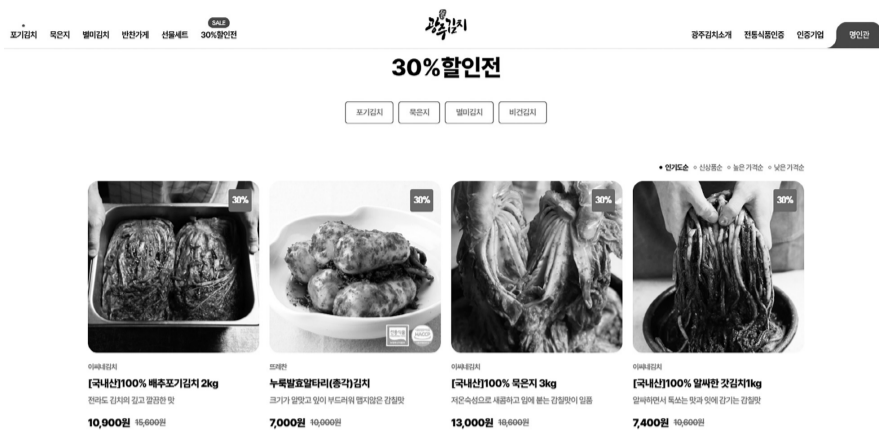 SALE
포기김치 묵은지 별미김치 반찬가게 선물세트 30%할인전
광주김치
광주김치소개 전통식품인증 인증기업 명인관
30%할인전
포기김치 묵은지 별미김치 비건김치
인기도순 신상품순 높은 가격순 낮은 가격순
30% 30% 30% 30%
HACCP
이씨네김치
[국내산]100% 배추포기김치 2kg
전라도 김치의 깊고 깔끔한 맛
10,900원 15,600원
뜨레찬
누룩발효알타리(총각)김치
크기가 알맞고 잎이 부드러워 맵지않은 감칠맛
7,000원 10,000원
이씨네김치
[국내산]100% 묵은지 3kg
저온숙성으로 새콤하고 입에 붙는 감칠맛이 일품
13,000원 18,600원
이씨네김치
[국내산]100% 알싸한 갓김치1kg
알싸하면서 톡쏘는 맛과 잇에 감기는 감칠맛
7,400원 10,600원